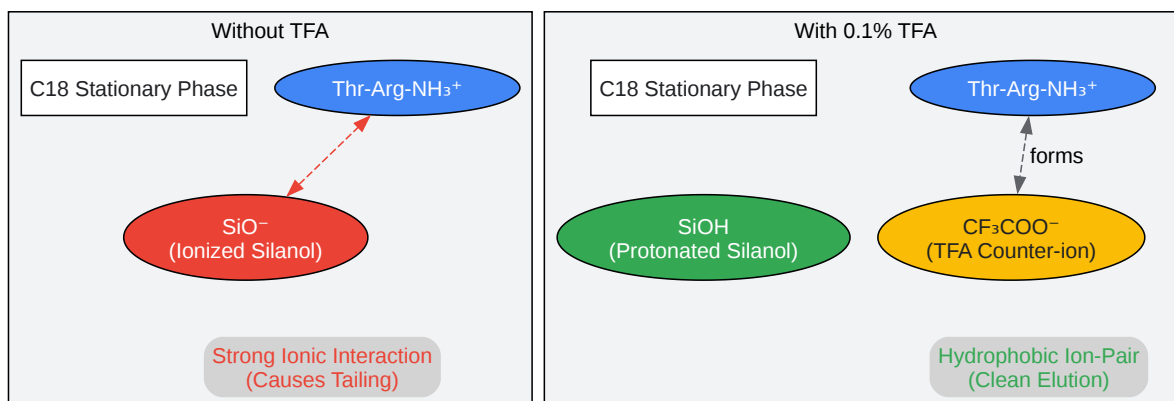 Without TFA
C18 Stationary Phase
Thr-Arg-NH₃⁺
SiO⁻
(Ionized Silanol)
Strong Ionic Interaction
(Causes Tailing)
With 0.1% TFA
C18 Stationary Phase
Thr-Arg-NH₃⁺
forms
SiOH
(Protonated Silanol)
CF₃COO⁻
(TFA Counter-ion)
Hydrophobic Ion-Pair
(Clean Elution)